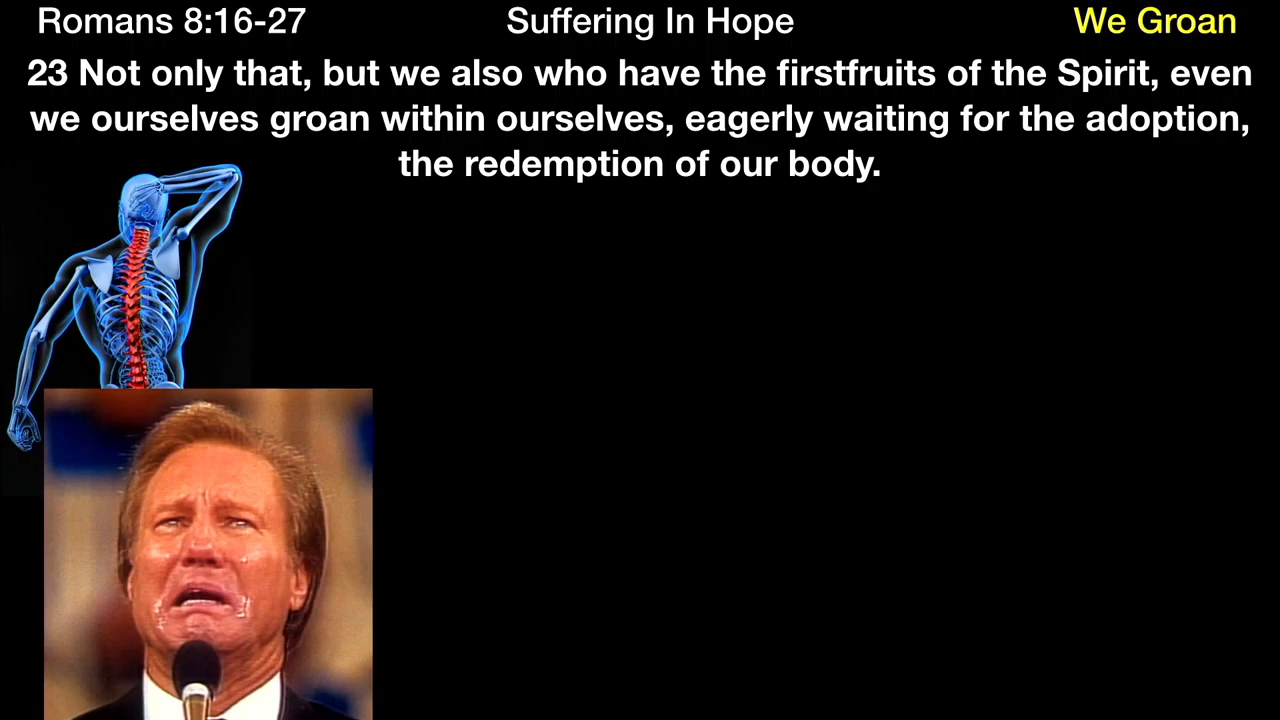 Romans 8:16-27 Suffering In Hope We Groan
23 Not only that, but we also who have the firstfruits of the Spirit, even
we ourselves groan within ourselves, eagerly waiting for the adoption,
the redemption of our body.